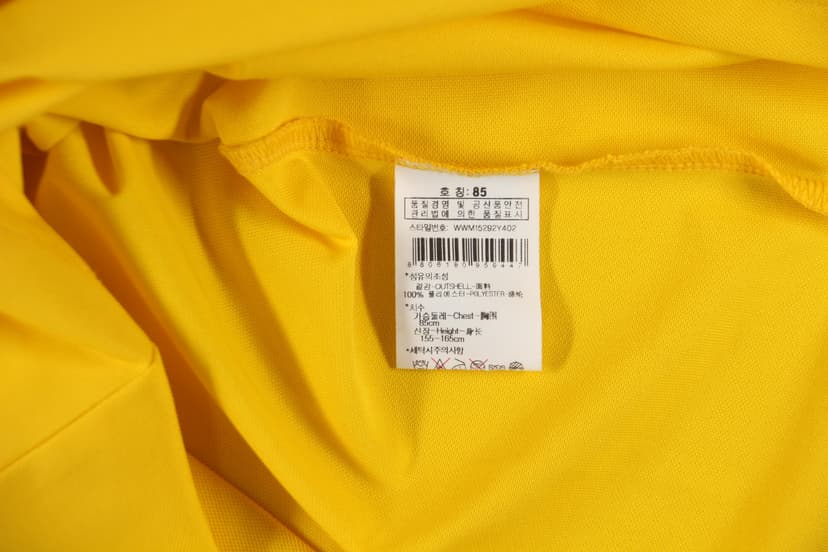 호 칭: 85
품질경영 및 공산품안전
관리법에 의한 품질표시
스타일번호: WWM15292Y402
8806190959447
*섬유의조성
겉감-OUTSHELL-面料
100% 폴리에스터-POLYESTER-涤纶
*치수
가슴둘레-Chest-胸围
85cm
신장-Height-身长
155-165cm
*세탁시주의사항